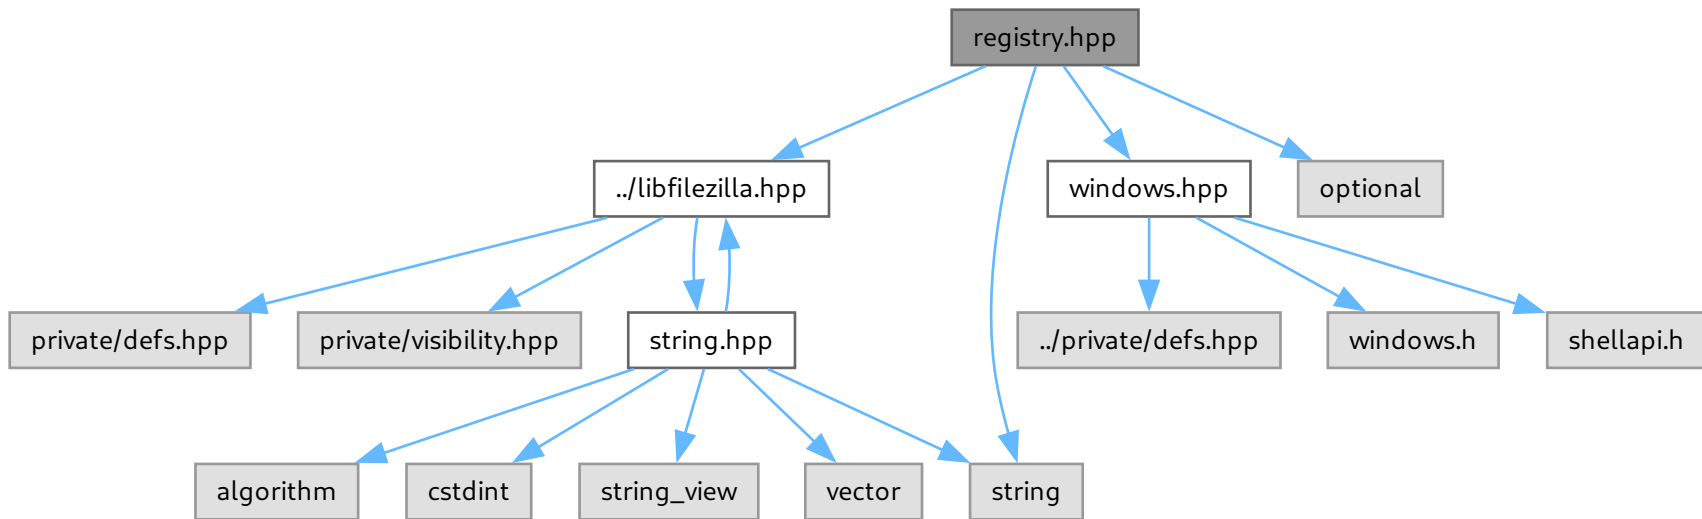 registry.hpp
../libfilezilla.hpp
windows.hpp
optional
private/defs.hpp
private/visibility.hpp
string.hpp
../private/defs.hpp
windows.h
shellapi.h
algorithm
cstdint
string_view
vector
string